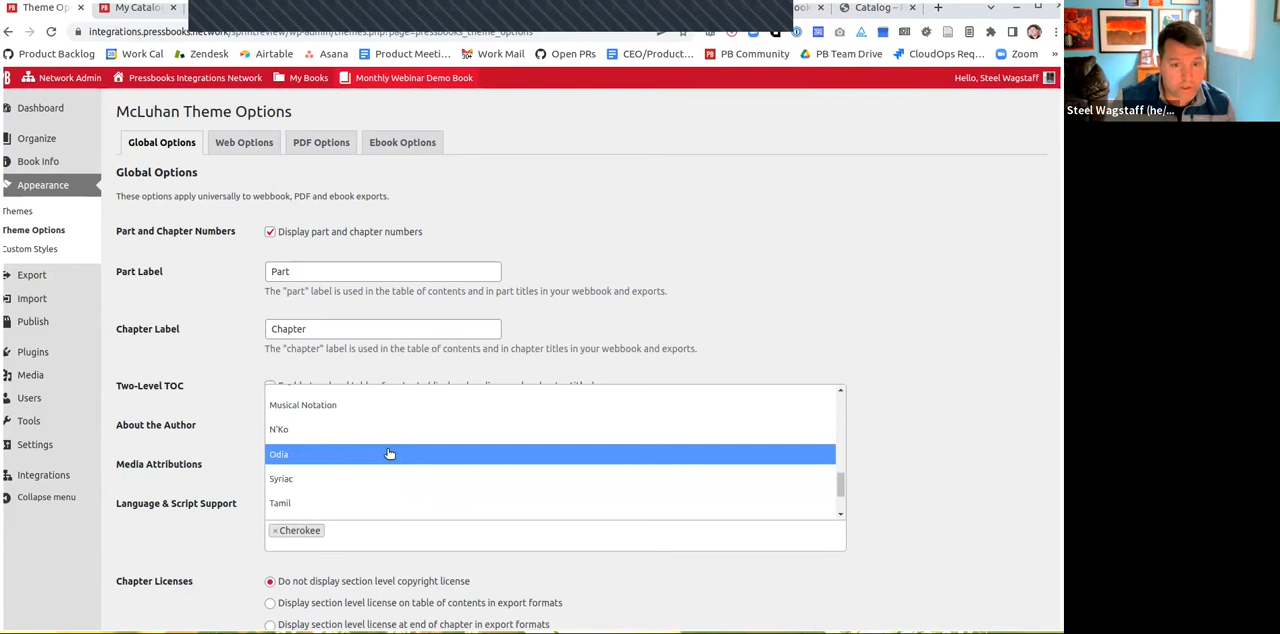 Theme Op
My Catalo
ok
Catalog –
integrations.pressbooks.network/sprintreview/wp-admin/themes.php?page=pressbooks_theme_options
Product Backlog
Work Cal
Zendesk
Airtable
Asana
Product Meeti...
Work Mail
Open PRs
CEO/Product...
PB Community
PB Team Drive
CloudOps Req...
Zoom
»
Network Admin
Pressbooks Integrations Network
My Books
Monthly Webinar Demo Book
Hello, Steel Wagstaff
Steel Wagstaff (he/...
Dashboard
Organize
Book Info
Appearance
Themes
Theme Options
Custom Styles
Export
Import
Publish
Plugins
Media
Users
Tools
Settings
Integrations
Collapse menu
McLuhan Theme Options
Global Options
Web Options
PDF Options
Ebook Options
Global Options
These options apply universally to webbook, PDF and ebook exports.
Part and Chapter Numbers
Display part and chapter numbers
Part Label
Part
The "part" label is used in the table of contents and in part titles in your webbook and exports.
Chapter Label
Chapter
The "chapter" label is used in the table of contents and in chapter titles in your webbook and exports.
Two-Level TOC
About the Author
Media Attributions
Language & Script Support
Musical Notation
N'Ko
Odia
Syriac
Tamil
× Cherokee
Chapter Licenses
Do not display section level copyright license
Display section level license on table of contents in export formats
Display section level license at end of chapter in export formats